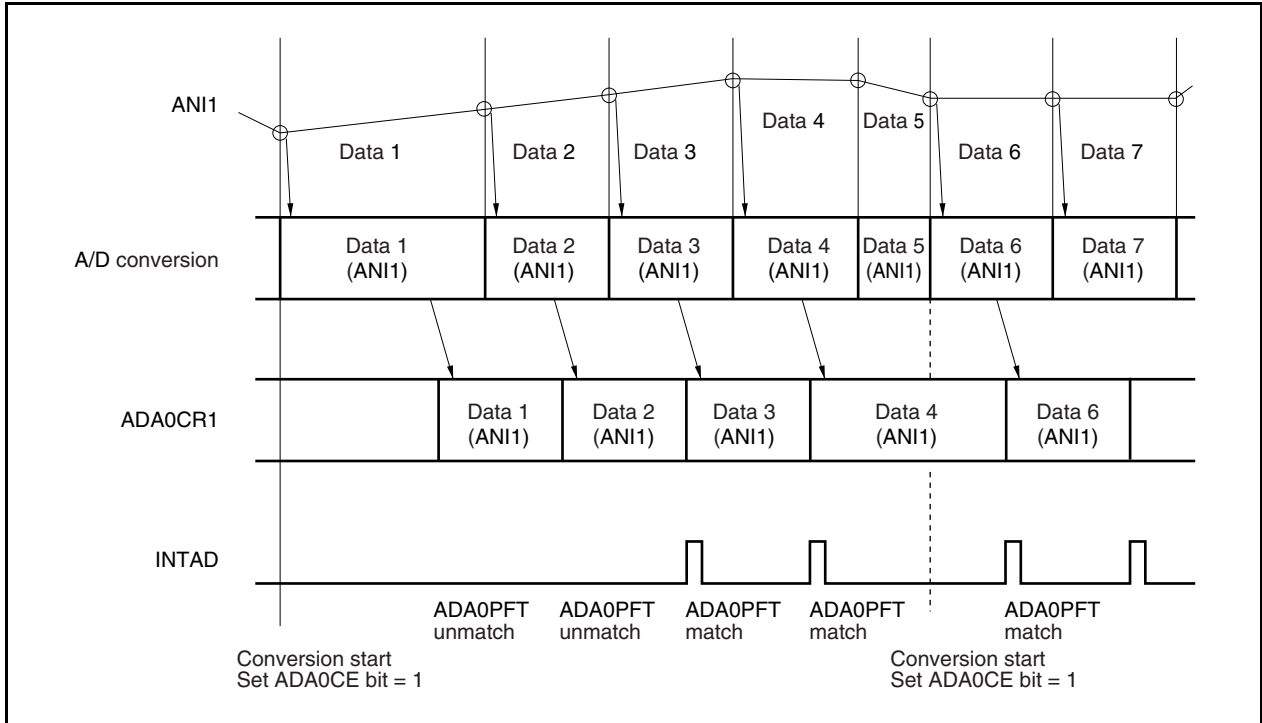 ANI1
Data 1
Data 2
Data 3
Data 4
Data 5
Data 6
Data 7
A/D conversion
Data 1
(ANI1)
Data 2
(ANI1)
Data 3
(ANI1)
Data 4
(ANI1)
Data 5
(ANI1)
Data 6
(ANI1)
Data 7
(ANI1)
ADA0CR1
Data 1
(ANI1)
Data 2
(ANI1)
Data 3
(ANI1)
Data 4
(ANI1)
Data 6
(ANI1)
INTAD
ADA0PFT
unmatch
ADA0PFT
unmatch
ADA0PFT
match
ADA0PFT
match
ADA0PFT
match
Conversion start
Set ADA0CE bit = 1
Conversion start
Set ADA0CE bit = 1